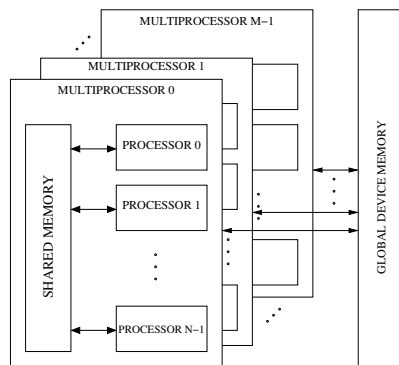 MULTIPROCESSOR M−1
MULTIPROCESSOR 1
MULTIPROCESSOR 0
SHARED MEMORY
PROCESSOR 0
PROCESSOR 1
PROCESSOR N−1
GLOBAL DEVICE MEMORY